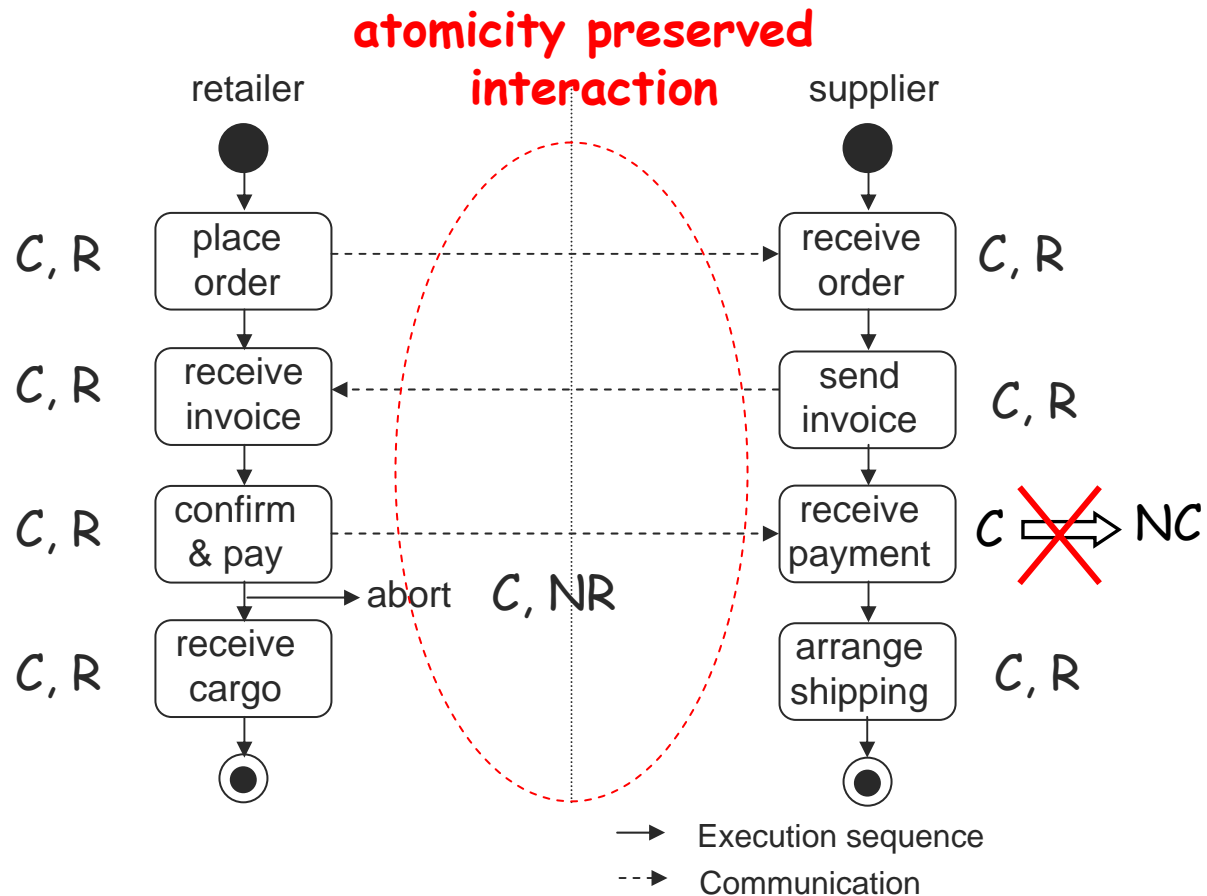 atomicity preserved
interaction
retailer
supplier
C, R
place
order
receive
order
C, R
C, R
receive
invoice
send
invoice
C, R
C, R
confirm
& pay
receive
payment
C
NC
abort
C, NR
C, R
receive
cargo
arrange
shipping
C, R
Execution sequence
Communication